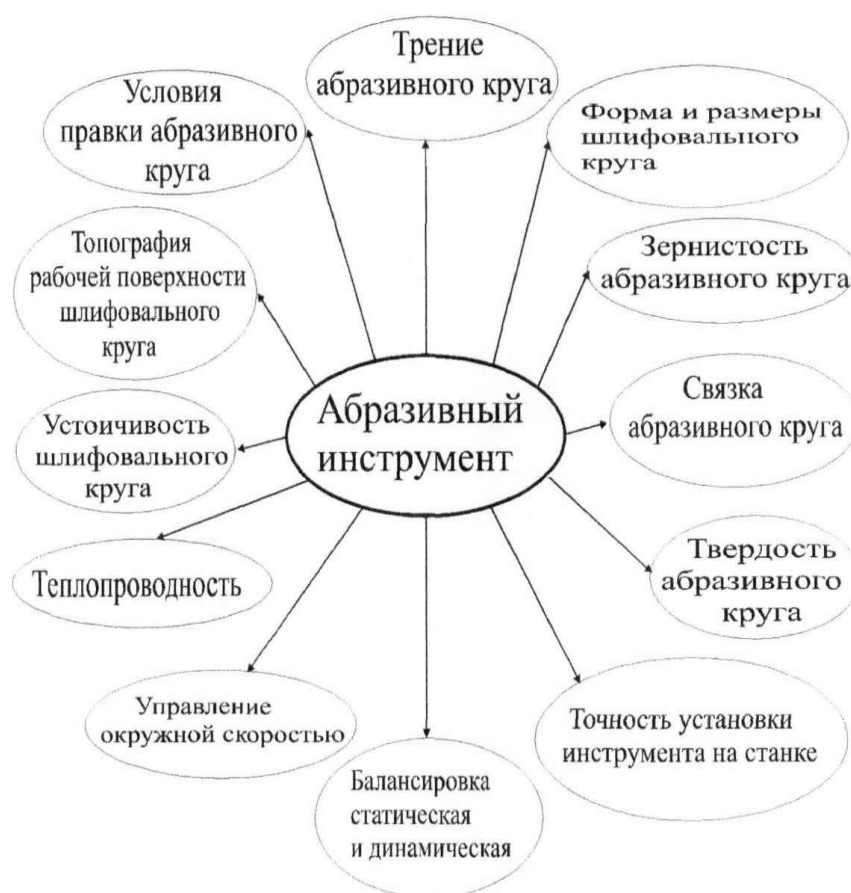 Трение
абразивного круга
Условия
правки абразивного
круга
Форма и размеры
шлифовального
круга
Топография
рабочей поверхности
шлифовального
круга
Зернистость
абразивного круга
Абразивный
инструмент
Связка
абразивного круга
Устоичивость
шлифовального
круга
Теплопроводность
Твердость
абразивного
круга
Управление
окружной скоростью
Точность установки
инструмента на станке
Балансировка
статическая
и динамическая